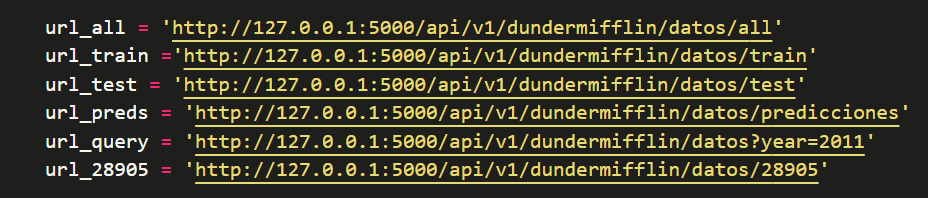 url_all = 'http://127.0.0.1:5000/api/v1/dundermifflin/datos/all'
url_train ='http://127.0.0.1:5000/api/v1/dundermifflin/datos/train'
url_test = 'http://127.0.0.1:5000/api/v1/dundermifflin/datos/test'
url_preds = 'http://127.0.0.1:5000/api/v1/dundermifflin/datos/predicciones'
url_query = 'http://127.0.0.1:5000/api/v1/dundermifflin/datos?year=2011'
url_28905 = 'http://127.0.0.1:5000/api/v1/dundermifflin/datos/28905'